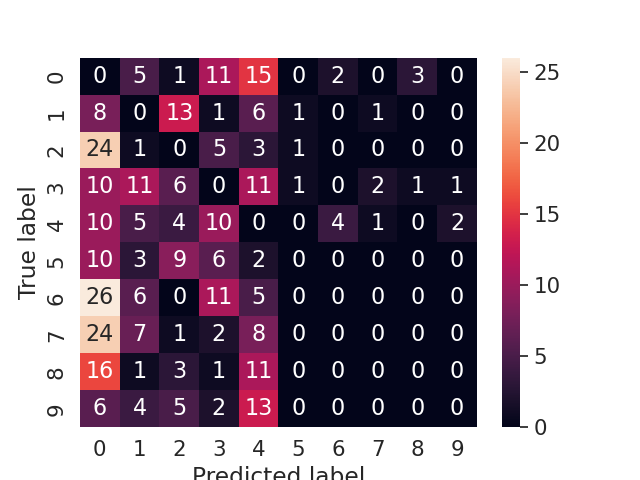 0 0 5 1 11 15 0 2 0 3 0
1 8 0 13 1 6 1 0 1 0 0
2 24 1 0 5 3 1 0 0 0 0
3 10 11 6 0 11 1 0 2 1 1
4 10 5 4 10 0 0 4 1 0 2
5 10 3 9 6 2 0 0 0 0 0
6 26 6 0 11 5 0 0 0 0 0
7 24 7 1 2 8 0 0 0 0 0
8 16 1 3 1 11 0 0 0 0 0
9 6 4 5 2 13 0 0 0 0 0
0 1 2 3 4 5 6 7 8 9
Predicted label
True label
25
20
15
10
5
0